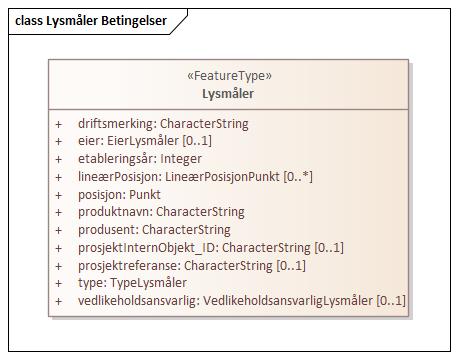 class Lysmåler Betingelser
«FeatureType»
Lysmåler
+ driftsmerking: CharacterString
+ eier: EierLysmåler [0..1]
+ etableringsår: Integer
+ lineærPosisjon: LineærPosisjonPunkt [0..*]
+ posisjon: Punkt
+ produktnavn: CharacterString
+ produsent: CharacterString
+ prosjektInternObjekt_ID: CharacterString [0..1]
+ prosjektreferanse: CharacterString [0..1]
+ type: TypeLysmåler
+ vedlikeholdsansvarlig: VedlikeholdsansvarligLysmåler [0..1]